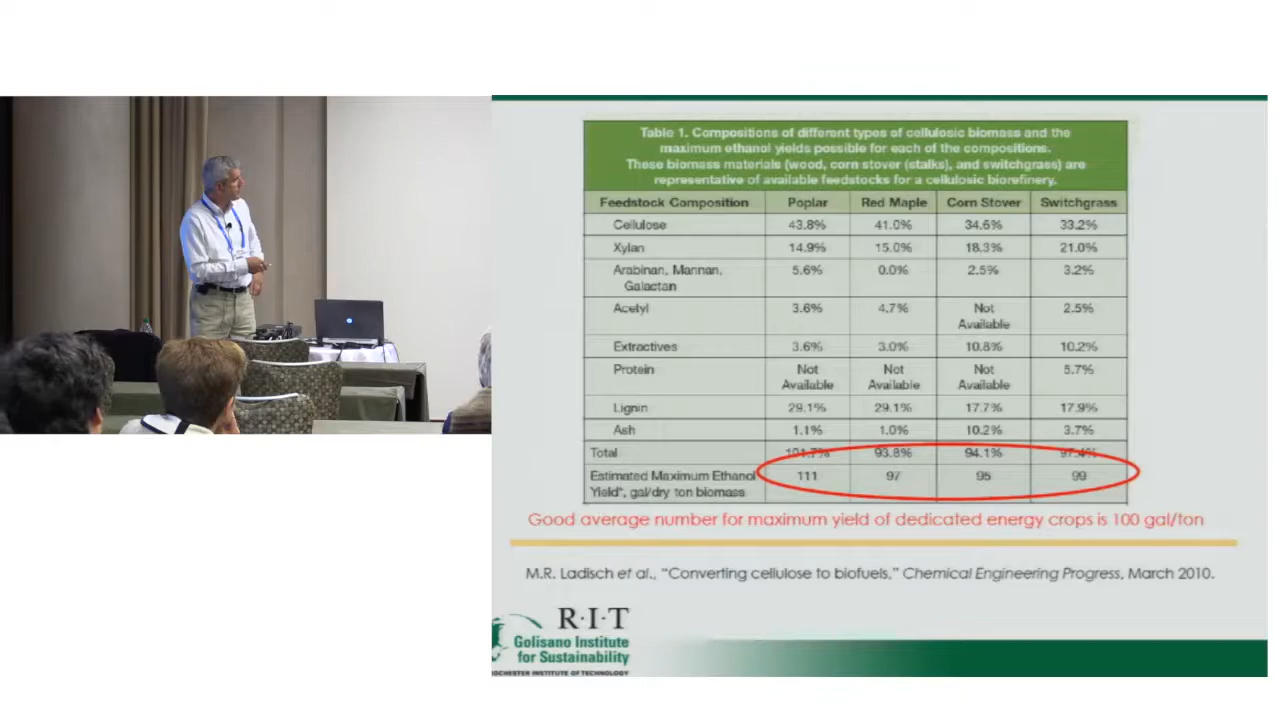 Table 1. Compositions of different types of cellulosic biomass and the
maximum ethanol yields possible for each of the compositions.
These biomass materials (wood, corn stover (stalks), and switchgrass) are
representative of available feedstocks for a cellulosic biorefinery.
Feedstock Composition Poplar Red Maple Corn Stover Switchgrass
Cellulose 43.8% 41.0% 34.6% 33.2%
Xylan 14.9% 15.0% 18.3% 21.0%
Arabinan, Mannan, 5.6% 0.0% 2.5% 3.2%
Galactan
Acetyl 3.6% 4.7% Not 2.5%
Available
Extractives 3.6% 3.0% 10.8% 10.2%
Protein Not Not Not 5.7%
Available Available Available
Lignin 29.1% 29.1% 17.7% 17.9%
Ash 1.1% 1.0% 10.2% 3.7%
Total 101.7% 93.8% 94.1% 97.4%
Estimated Maximum Ethanol 111 97 95 99
Yield*, gal/dry ton biomass
Good average number for maximum yield of dedicated energy crops is 100 gal/ton
M.R. Ladisch et al., “Converting cellulose to biofuels,” Chemical Engineering Progress, March 2010.
R·I·T
Golisano Institute
for Sustainability
ROCHESTER INSTITUTE OF TECHNOLOGY